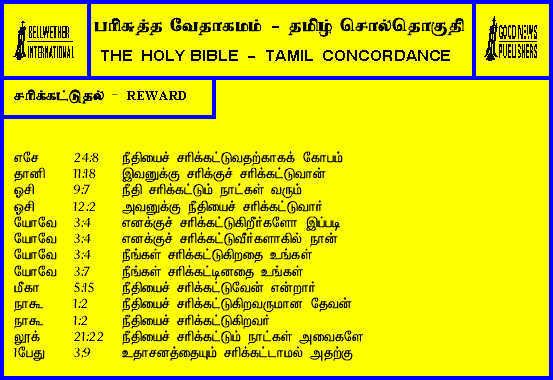 BELLWETHER
INTERNATIONAL
பரிசுத்த வேதாகமம் - தமிழ் சொல்தொகுதி
THE HOLY BIBLE - TAMIL CONCORDANCE
GOOD NEWS
PUBLISHERS
சரிக்கட்டுதல் - REWARD
எசே 24:8 நீதியைச் சரிக்கட்டுவதற்காகக் கோபம்
தானி 11:18 இவனுக்கு சரிக்குச் சரிக்கட்டுவான்
ஓசி 9:7 நீதி சரிக்கட்டும் நாட்கள் வரும்
ஓசி 12:2 அவனுக்கு நீதியைச் சரிக்கட்டுவார்
யோவே 3:4 எனக்குச் சரிக்கட்டுகிறீர்களோ இப்படி
யோவே 3:4 எனக்குச் சரிக்கட்டுவீர்களாகில் நான்
யோவே 3:4 நீங்கள் சரிக்கட்டுகிறதை உங்கள்
யோவே 3:7 நீங்கள் சரிக்கட்டினதை உங்கள்
மீகா 5:15 நீதியைச் சரிக்கட்டுவேன் என்றார்
நாகூ 1:2 நீதியைச் சரிக்கட்டுகிறவருமான தேவன்
நாகூ 1:2 நீதியைச் சரிக்கட்டுகிறவர்
லூக் 21:22 நீதியைச் சரிக்கட்டும் நாட்கள் அவைகளே
1பேது 3:9 உதாசனத்தையும் சரிக்கட்டாமல் அதற்கு